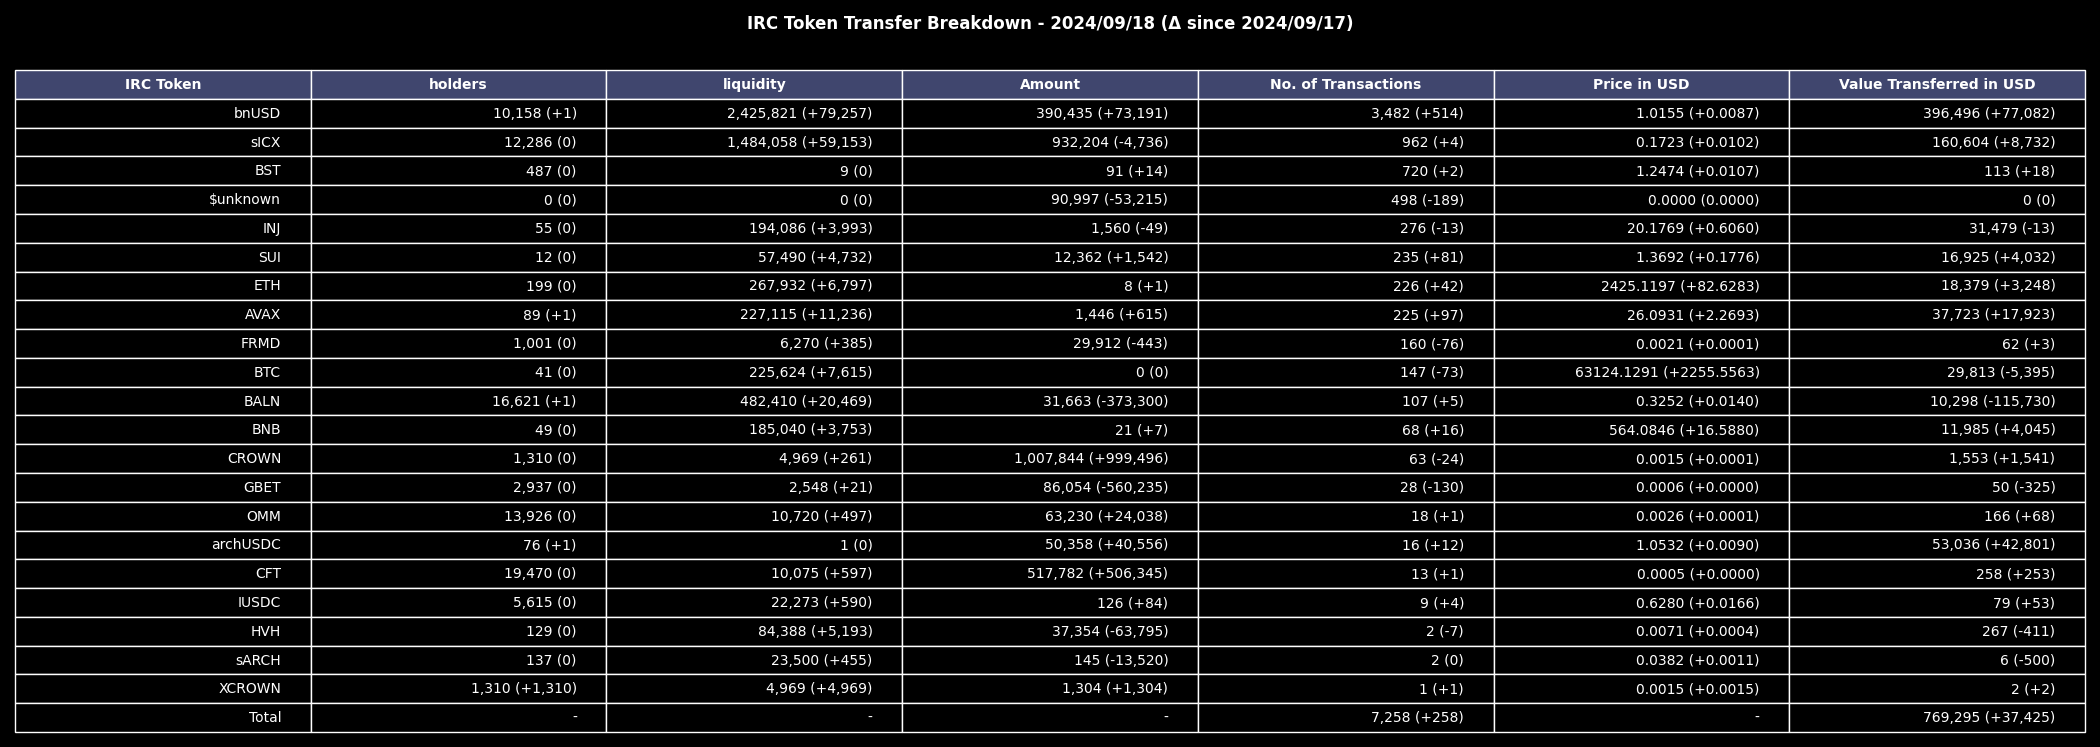 IRC Token Transfer Breakdown - 2024/09/18 (Δ since 2024/09/17)
IRC Token holders liquidity Amount No. of Transactions Price in USD Value Transferred in USD
bnUSD 10,158 (+1) 2,425,821 (+79,257) 390,435 (+73,191) 3,482 (+514) 1.0155 (+0.0087) 396,496 (+77,082)
sICX 12,286 (0) 1,484,058 (+59,153) 932,204 (-4,736) 962 (+4) 0.1723 (+0.0102) 160,604 (+8,732)
BST 487 (0) 9 (0) 91 (+14) 720 (+2) 1.2474 (+0.0107) 113 (+18)
$unknown 0 (0) 0 (0) 90,997 (-53,215) 498 (-189) 0.0000 (0.0000) 0 (0)
INJ 55 (0) 194,086 (+3,993) 1,560 (-49) 276 (-13) 20.1769 (+0.6060) 31,479 (-13)
SUI 12 (0) 57,490 (+4,732) 12,362 (+1,542) 235 (+81) 1.3692 (+0.1776) 16,925 (+4,032)
ETH 199 (0) 267,932 (+6,797) 8 (+1) 226 (+42) 2425.1197 (+82.6283) 18,379 (+3,248)
AVAX 89 (+1) 227,115 (+11,236) 1,446 (+615) 225 (+97) 26.0931 (+2.2693) 37,723 (+17,923)
FRMD 1,001 (0) 6,270 (+385) 29,912 (-443) 160 (-76) 0.0021 (+0.0001) 62 (+3)
BTC 41 (0) 225,624 (+7,615) 0 (0) 147 (-73) 63124.1291 (+2255.5563) 29,813 (-5,395)
BALN 16,621 (+1) 482,410 (+20,469) 31,663 (-373,300) 107 (+5) 0.3252 (+0.0140) 10,298 (-115,730)
BNB 49 (0) 185,040 (+3,753) 21 (+7) 68 (+16) 564.0846 (+16.5880) 11,985 (+4,045)
CROWN 1,310 (0) 4,969 (+261) 1,007,844 (+999,496) 63 (-24) 0.0015 (+0.0001) 1,553 (+1,541)
GBET 2,937 (0) 2,548 (+21) 86,054 (-560,235) 28 (-130) 0.0006 (+0.0000) 50 (-325)
OMM 13,926 (0) 10,720 (+497) 63,230 (+24,038) 18 (+1) 0.0026 (+0.0001) 166 (+68)
archUSDC 76 (+1) 1 (0) 50,358 (+40,556) 16 (+12) 1.0532 (+0.0090) 53,036 (+42,801)
CFT 19,470 (0) 10,075 (+597) 517,782 (+506,345) 13 (+1) 0.0005 (+0.0000) 258 (+253)
IUSDC 5,615 (0) 22,273 (+590) 126 (+84) 9 (+4) 0.6280 (+0.0166) 79 (+53)
HVH 129 (0) 84,388 (+5,193) 37,354 (-63,795) 2 (-7) 0.0071 (+0.0004) 267 (-411)
sARCH 137 (0) 23,500 (+455) 145 (-13,520) 2 (0) 0.0382 (+0.0011) 6 (-500)
XCROWN 1,310 (+1,310) 4,969 (+4,969) 1,304 (+1,304) 1 (+1) 0.0015 (+0.0015) 2 (+2)
Total - - - 7,258 (+258) - 769,295 (+37,425)